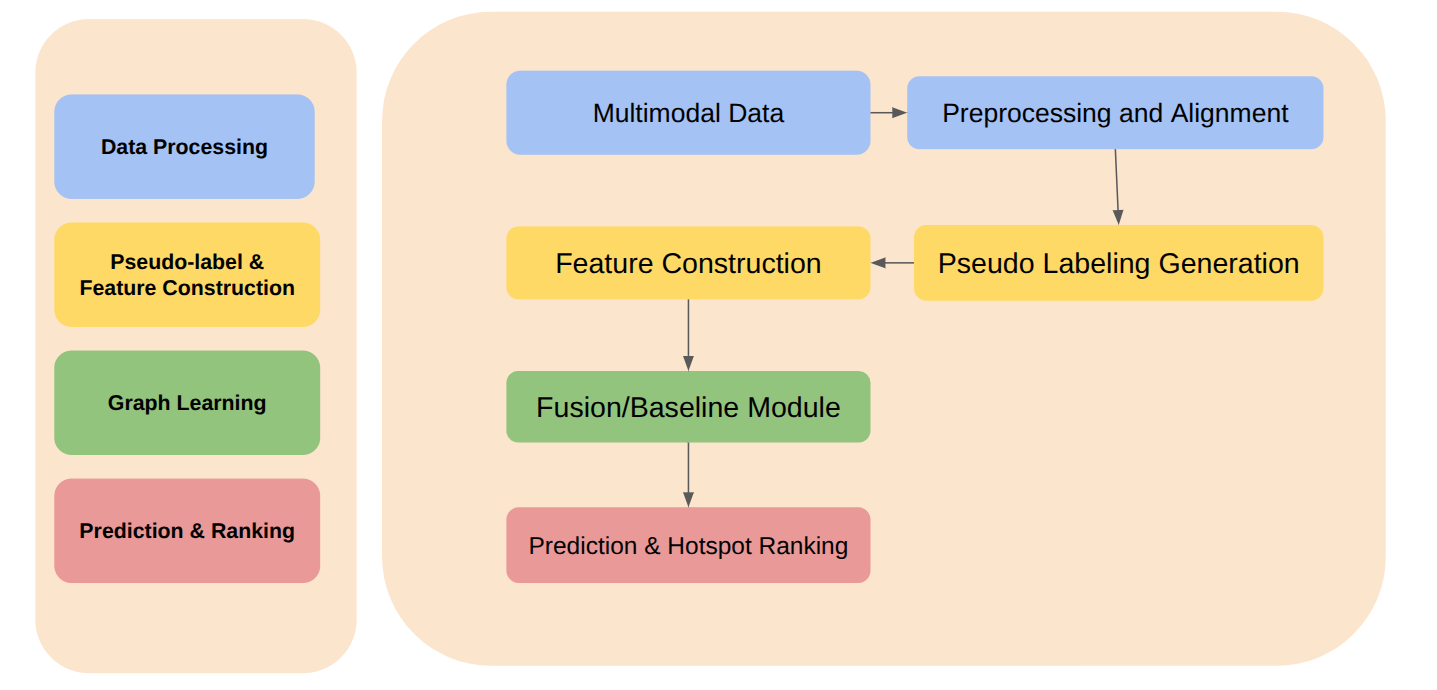 Data Processing
Pseudo-label &
Feature Construction
Graph Learning
Prediction & Ranking
Multimodal Data
Preprocessing and Alignment
Pseudo Labeling Generation
Feature Construction
Fusion/Baseline Module
Prediction & Hotspot Ranking